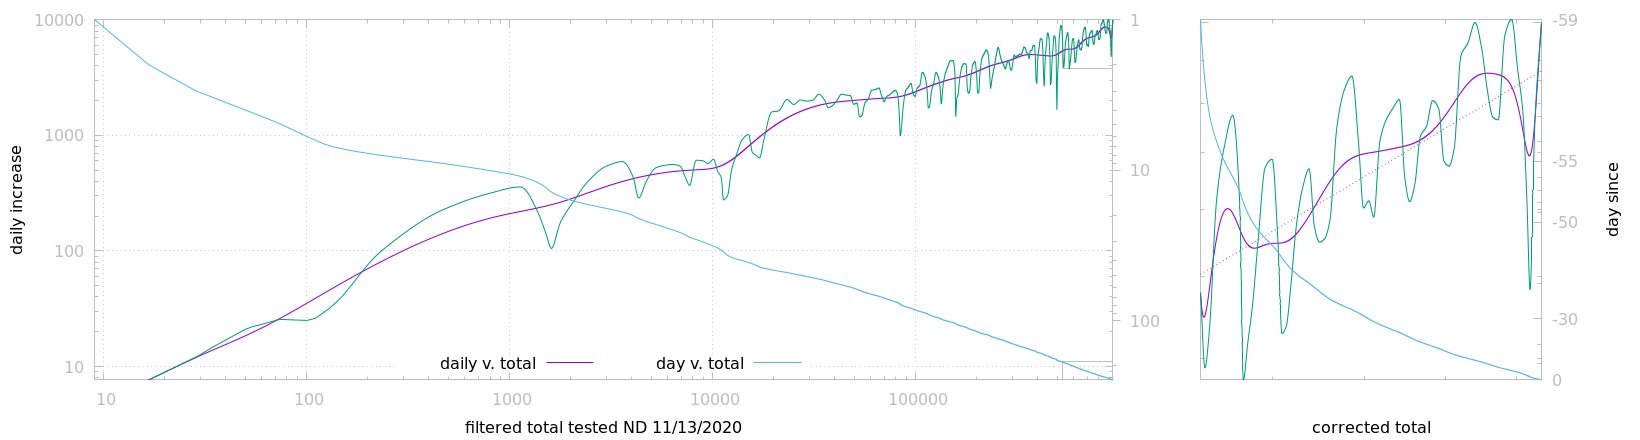 10000
1000
100
10
daily increase
10
100
1000
10000
100000
filtered total tested ND 11/13/2020
daily v. total
day v. total
1
10
100
-59
-55
-50
-30
0
day since
corrected total